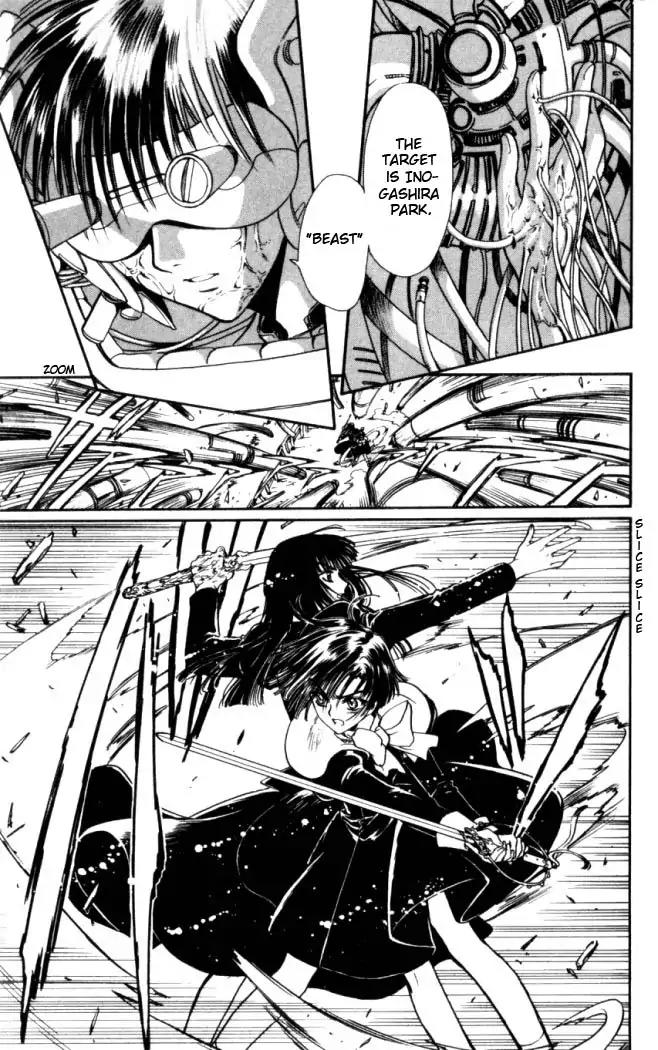 THE
TARGET
IS INO-
GASHIRA
PARK.
"BEAST"
ZOOM
SLICE SLICE